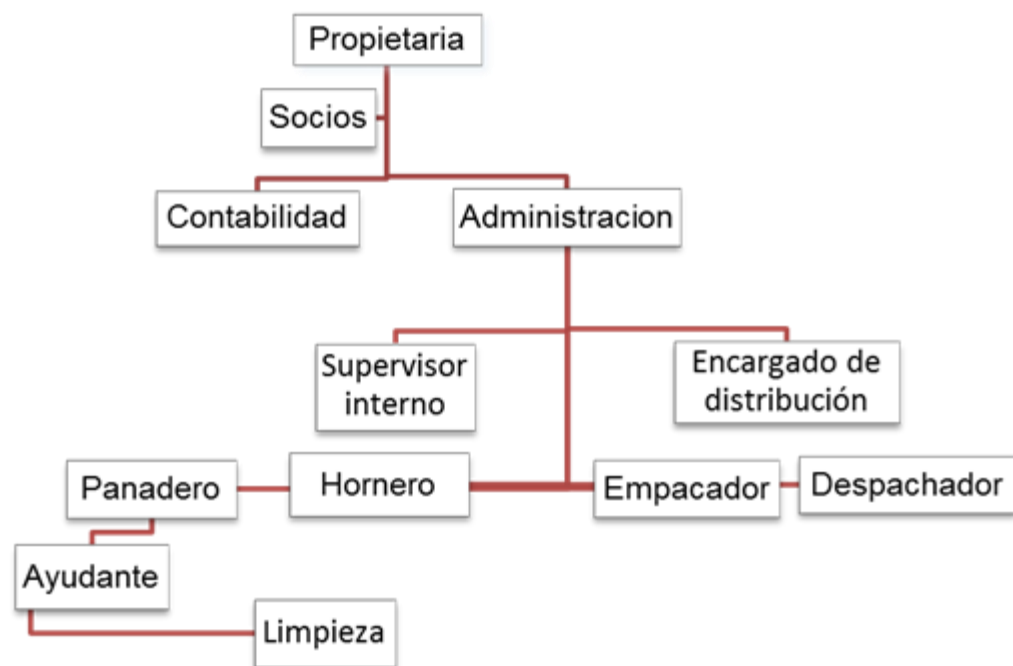 Propietaria
Socios
Contabilidad
Administracion
Supervisor
interno
Encargado de
distribución
Panadero
Hornero
Empacador
Despachador
Ayudante
Limpieza